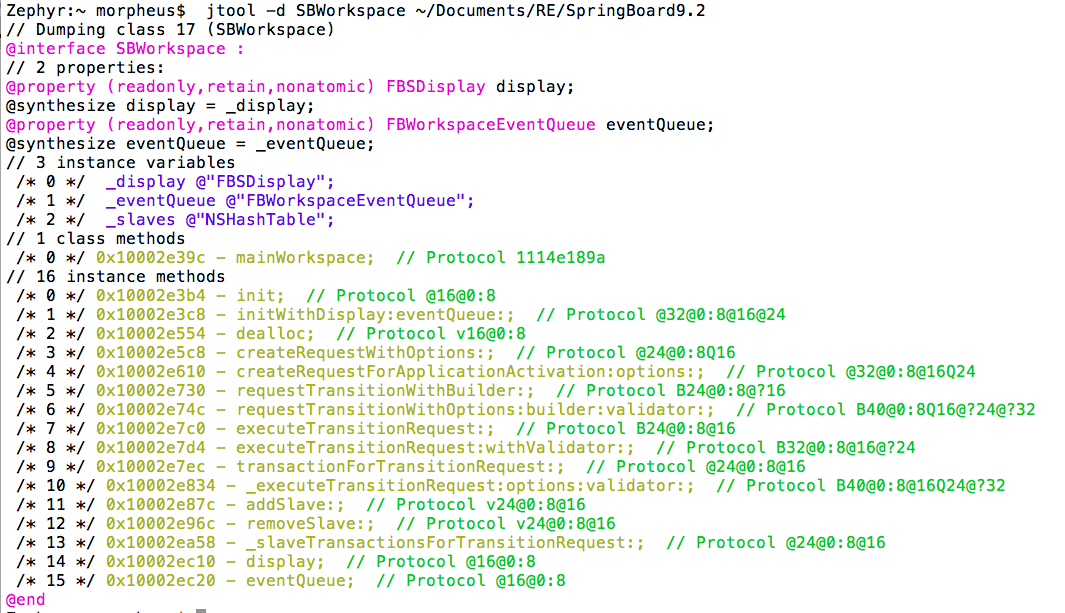 Zephyr:~ morpheus$  jtool -d SBWorkspace ~/Documents/RE/SpringBoard9.2
// Dumping class 17 (SBWorkspace)
@interface SBWorkspace :
// 2 properties:
@property (readonly,retain,nonatomic) FBSDisplay display;
@synthesize display = _display;
@property (readonly,retain,nonatomic) FBWorkspaceEventQueue eventQueue;
@synthesize eventQueue = _eventQueue;
// 3 instance variables
 /* 0 */  _display @"FBSDisplay";
 /* 1 */  _eventQueue @"FBWorkspaceEventQueue";
 /* 2 */  _slaves @"NSHashTable";
// 1 class methods
 /* 0 */ 0x10002e39c - mainWorkspace;  // Protocol 1114e189a
// 16 instance methods
 /* 0 */ 0x10002e3b4 - init;  // Protocol @16@0:8
 /* 1 */ 0x10002e3c8 - initWithDisplay:eventQueue:;  // Protocol @32@0:8@16@24
 /* 2 */ 0x10002e554 - dealloc;  // Protocol v16@0:8
 /* 3 */ 0x10002e5c8 - createRequestWithOptions:;  // Protocol @24@0:8Q16
 /* 4 */ 0x10002e610 - createRequestForApplicationActivation:options:;  // Protocol @32@0:8@16Q24
 /* 5 */ 0x10002e730 - requestTransitionWithBuilder:;  // Protocol B24@0:8@?16
 /* 6 */ 0x10002e74c - requestTransitionWithOptions:builder:validator:;  // Protocol B40@0:8Q16@?24@?32
 /* 7 */ 0x10002e7c0 - executeTransitionRequest:;  // Protocol B24@0:8@16
 /* 8 */ 0x10002e7d4 - executeTransitionRequest:withValidator:;  // Protocol B32@0:8@16@?24
 /* 9 */ 0x10002e7ec - transactionForTransitionRequest:;  // Protocol @24@0:8@16
 /* 10 */ 0x10002e834 - _executeTransitionRequest:options:validator:;  // Protocol B40@0:8@16Q24@?32
 /* 11 */ 0x10002e87c - addSlave:;  // Protocol v24@0:8@16
 /* 12 */ 0x10002e96c - removeSlave:;  // Protocol v24@0:8@16
 /* 13 */ 0x10002ea58 - _slaveTransactionsForTransitionRequest:;  // Protocol @24@0:8@16
 /* 14 */ 0x10002ec10 - display;  // Protocol @16@0:8
 /* 15 */ 0x10002ec20 - eventQueue;  // Protocol @16@0:8
@end